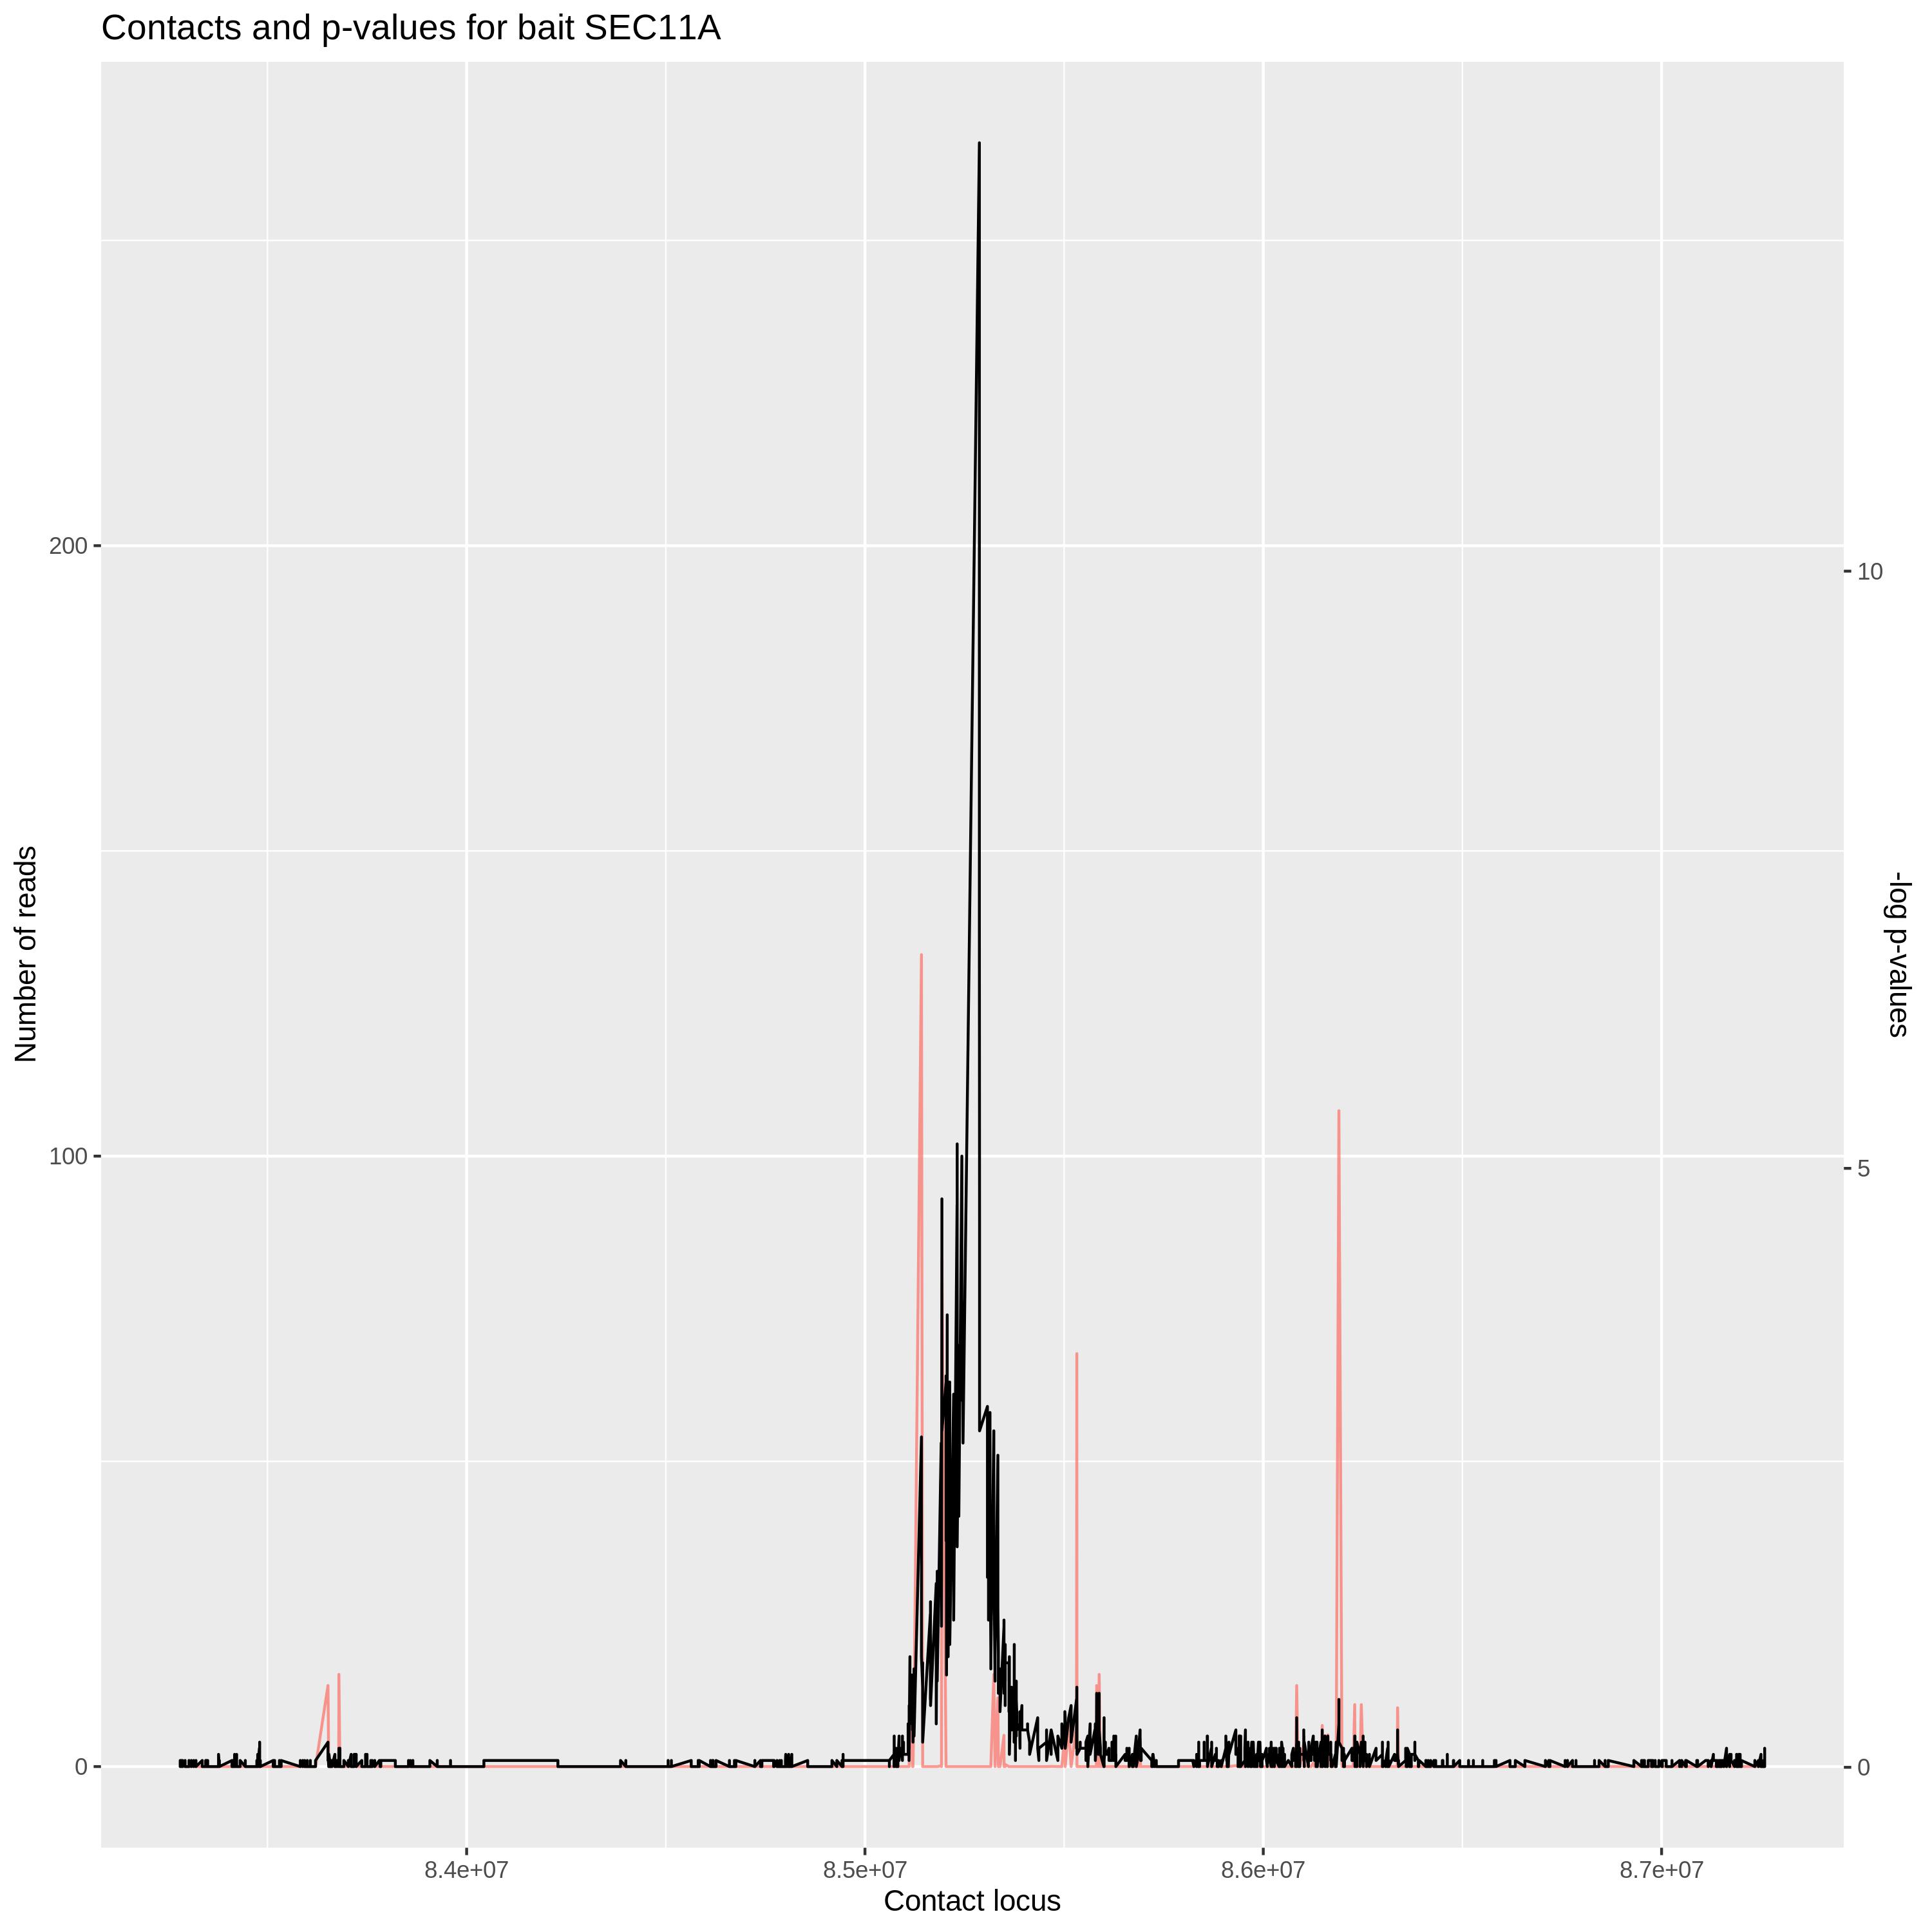 Contacts and p-values for bait SEC11A
Number of reads
200
100
0
10
5
0
-log p-values
8.4e+07
8.5e+07
8.6e+07
8.7e+07
Contact locus